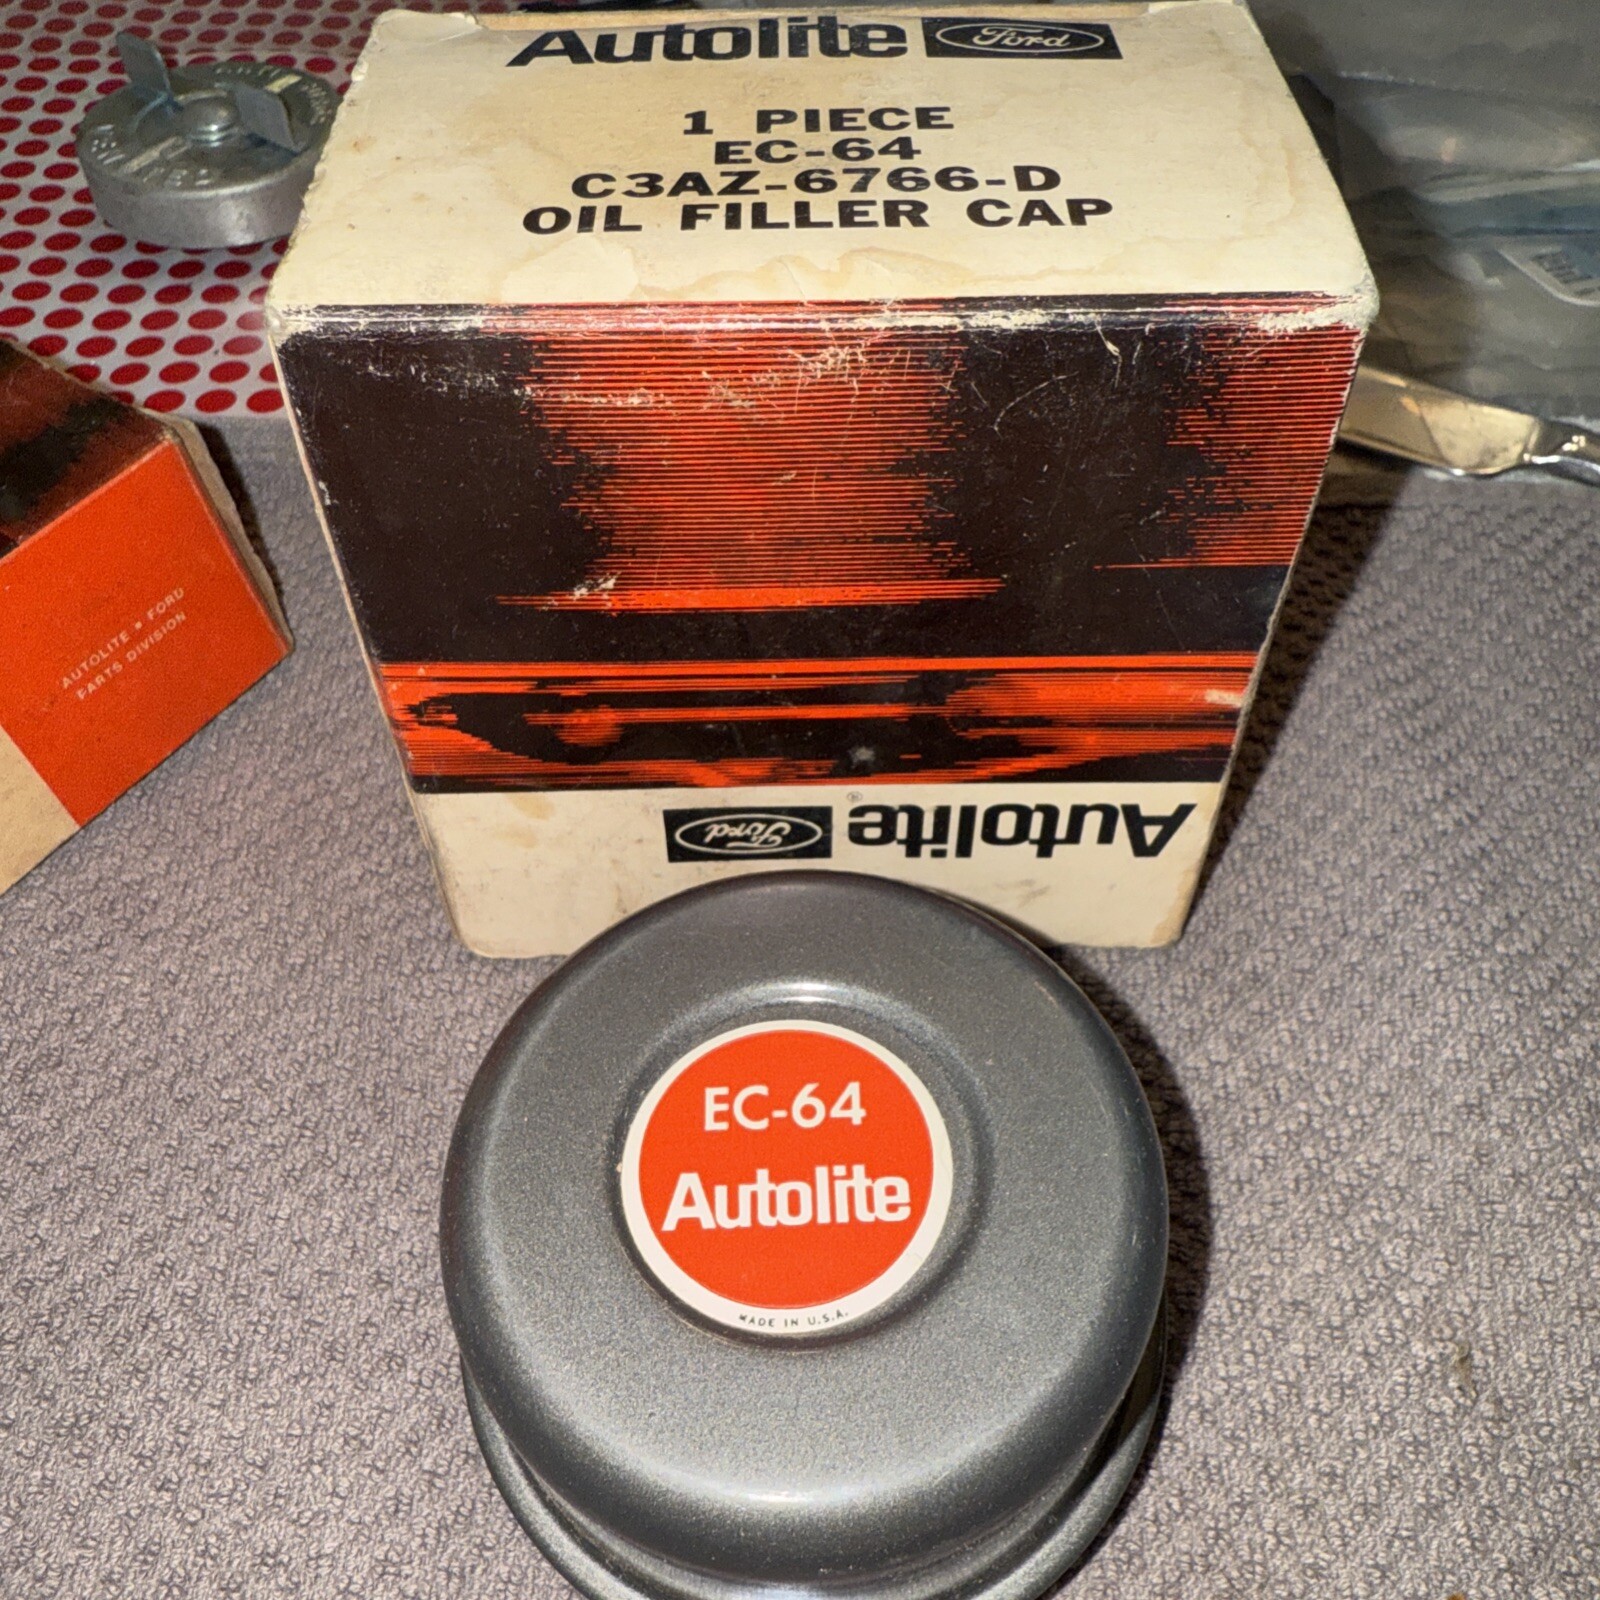 Autolite Ford
1 PIECE
EC-64
C3AZ-6766-D
OIL FILLER CAP
AUTOLITE ▪ FORD
PARTS DIVISION
Autolite® Ford
EC-64
Autolite
MADE IN U.S.A.